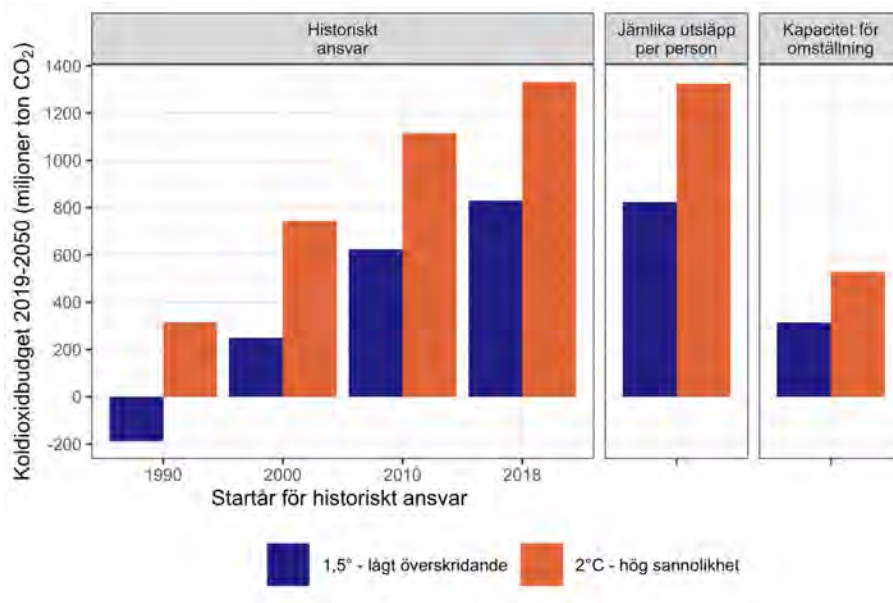 Historiskt
ansvar
Jämlika utsläpp
per person
Kapacitet för
omställning
Koldioxidbudget 2019-2050 (miljoner ton CO₂)
1400
1200
1000
800
600
400
200
0
-200
1990 2000 2010 2018
Startår för historiskt ansvar
1,5° - lågt överskridande 2°C - hög sannolikhet